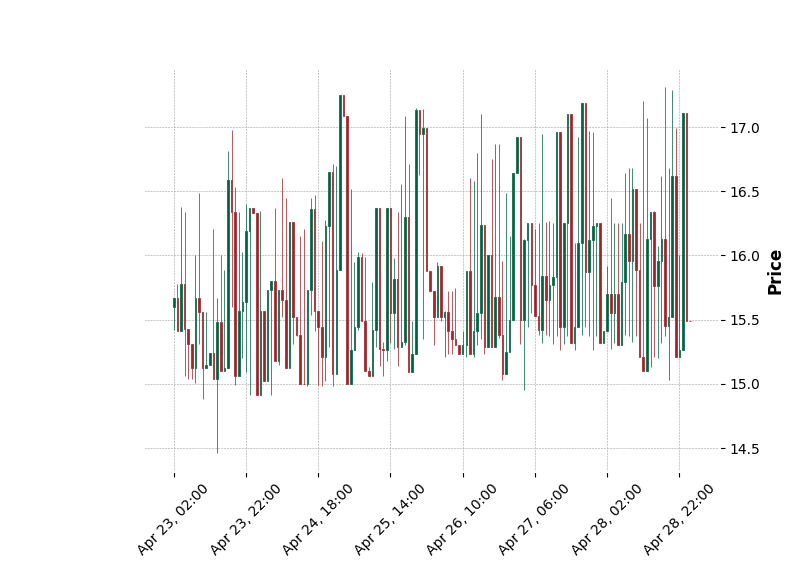 17.0
16.5
16.0
15.5
15.0
14.5
Price
Apr 23, 02:00
Apr 23, 22:00
Apr 24, 18:00
Apr 25, 14:00
Apr 26, 10:00
Apr 27, 06:00
Apr 28, 02:00
Apr 28, 22:00